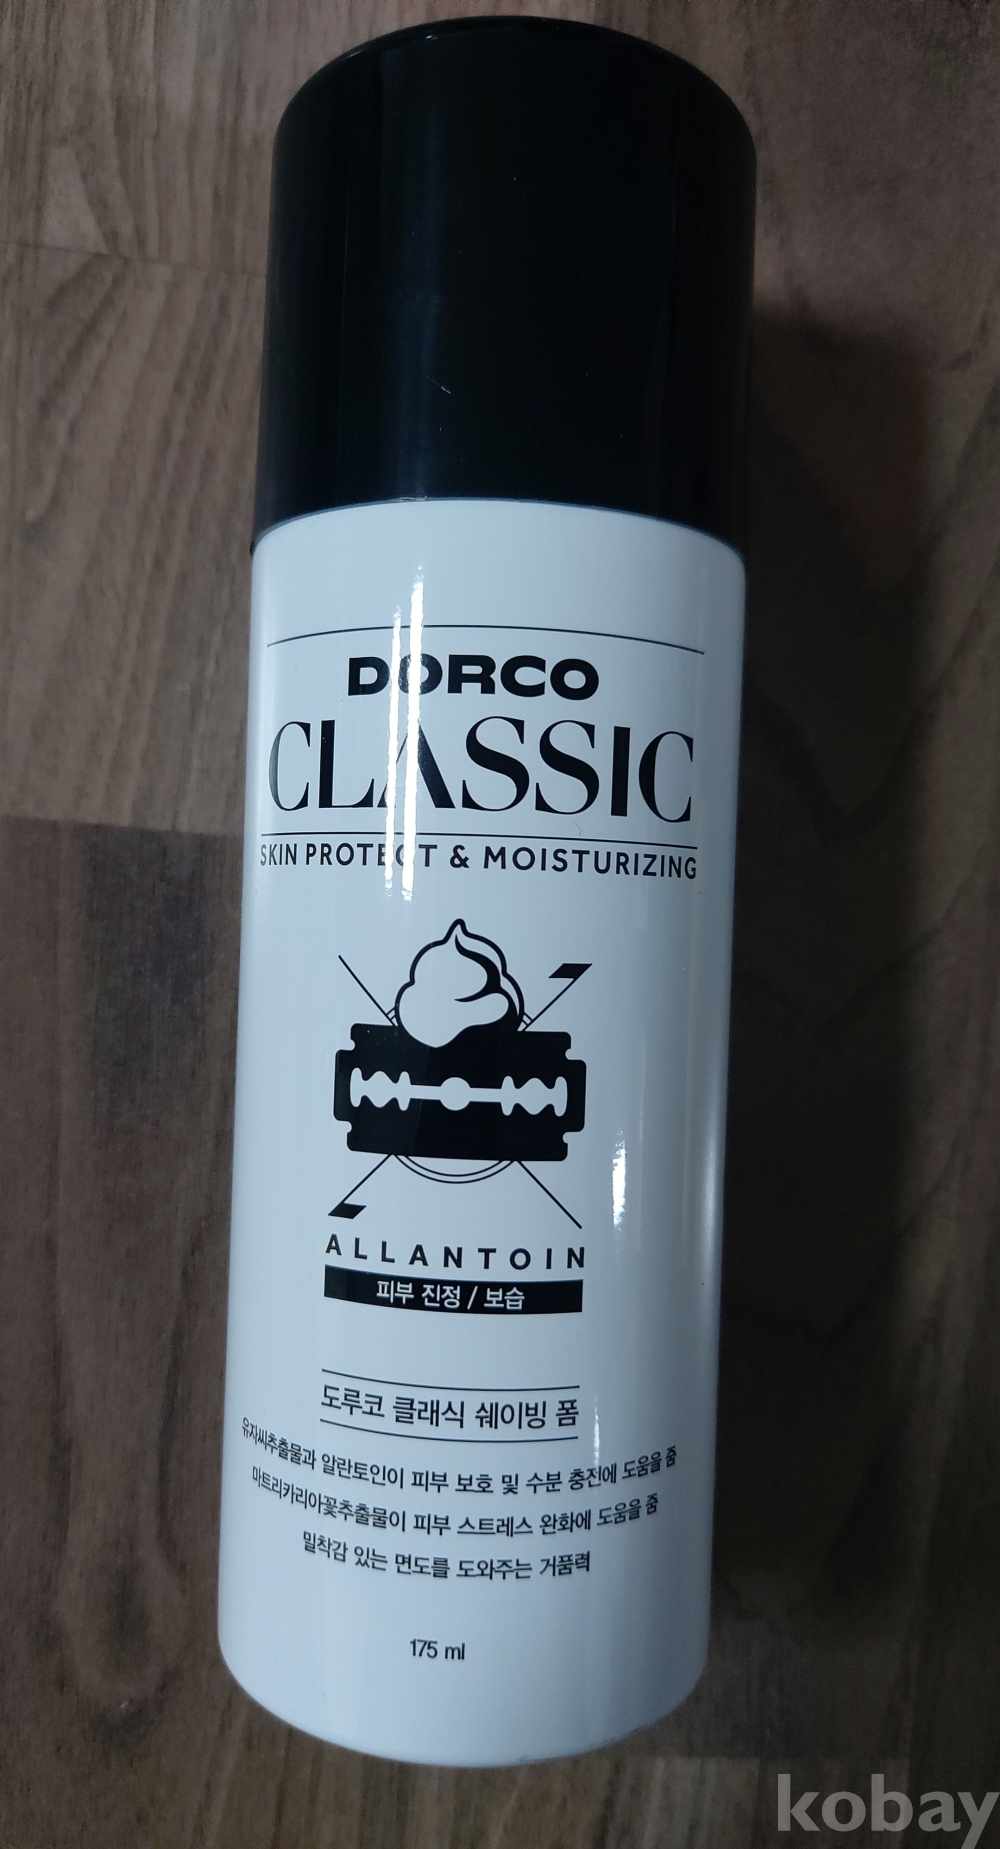 DORCO
CLASSIC
SKIN PROTECT & MOISTURIZING
ALLANTOIN
피부 진정 / 보습
도루코 클래식 쉐이빙 폼
유자씨추출물과 알란토인이 피부 보호 및 수분 충전에 도움을 줌
마트리카리아꽃추출물이 피부 스트레스 완화에 도움을 줌
밀착감 있는 면도를 도와주는 거품력
175 ml
kobay